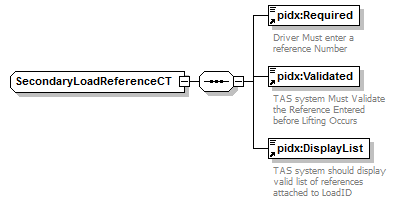 pidx:Required
Driver Must enter a
reference Number
SecondaryLoadReferenceCT
pidx:Validated
TAS system Must Validate
the Reference Entered
before Lifting Occurs
pidx:DisplayList
TAS system should display
valid list of references
attached to LoadID